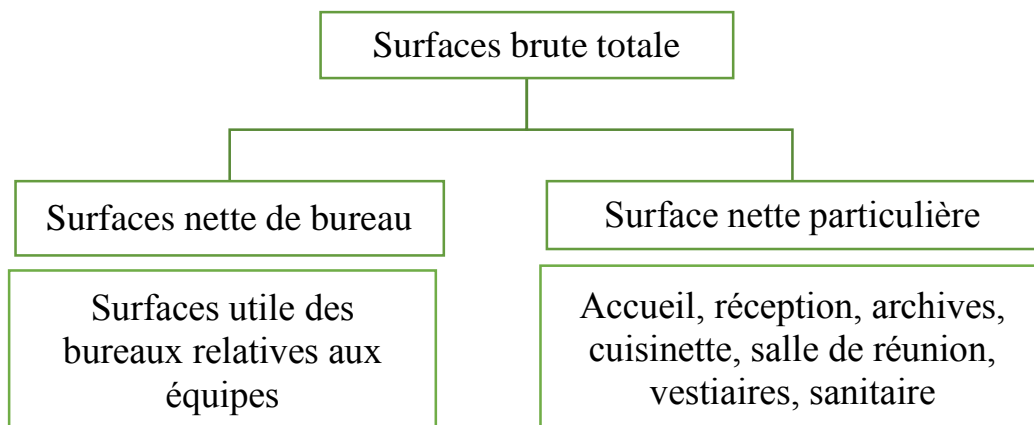 Surfaces brute totale
Surfaces nette de bureau
Surface nette particulière
Surfaces utile des
bureaux relatives aux
équipes
Accueil, réception, archives,
cuisinette, salle de réunion,
vestiaires, sanitaire